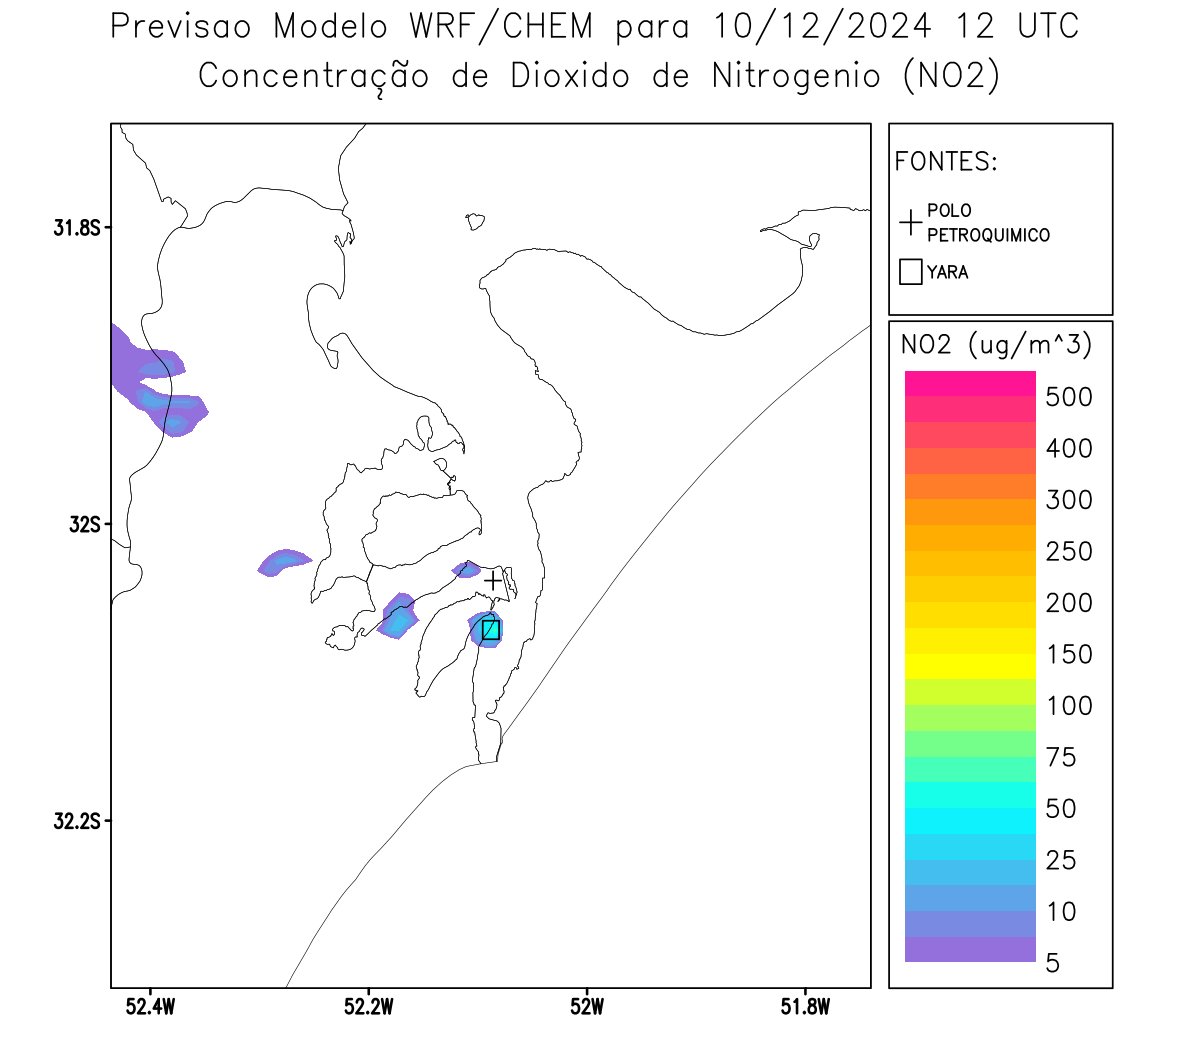 Previsao Modelo WRF/CHEM para 10/12/2024 12 UTC
Concentração de Dioxido de Nitrogenio (NO2)
FONTES:
POLO
PETROQUIMICO
YARA
NO2 (ug/m^3)
500
400
300
250
200
150
100
75
50
25
10
5
31.8S
32S
32.2S
52.4W
52.2W
52W
51.8W